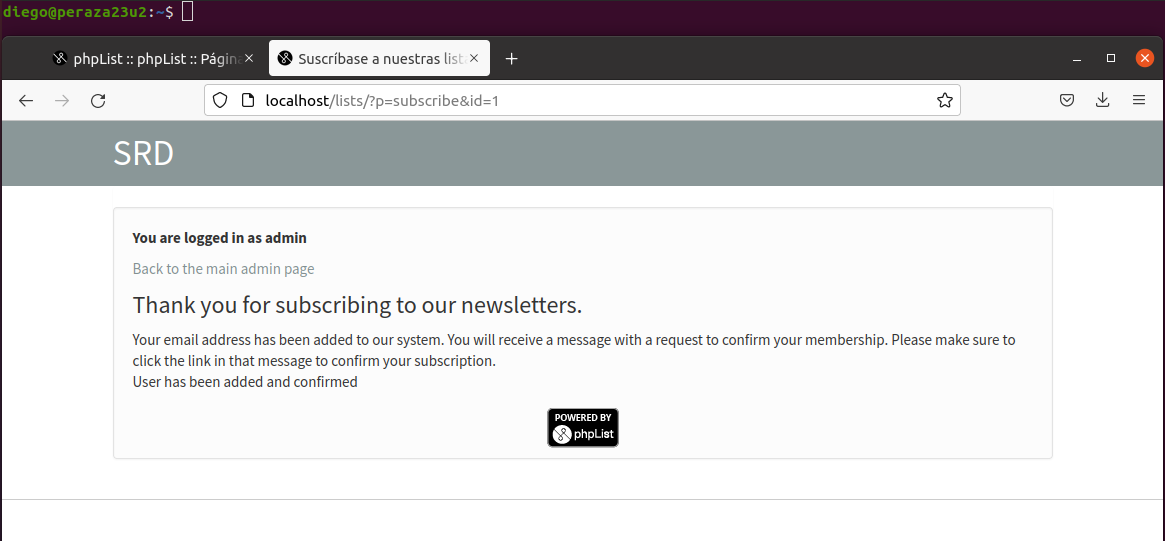 diego@peraza23u2:~$
phpList :: phpList :: Págin
Suscríbase a nuestras list
localhost/lists/?p=subscribe&id=1
SRD
You are logged in as admin
Back to the main admin page
Thank you for subscribing to our newsletters.
Your email address has been added to our system. You will receive a message with a request to confirm your membership. Please make sure to
click the link in that message to confirm your subscription.
User has been added and confirmed
POWERED BY
phpList